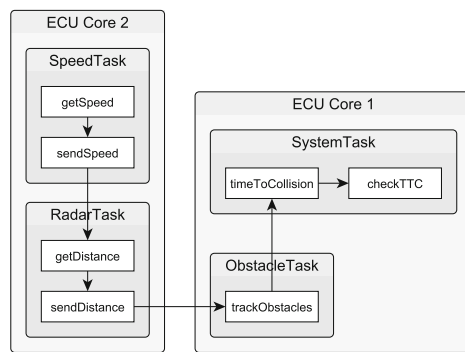 ECU Core 2
SpeedTask
getSpeed
sendSpeed
RadarTask
getDistance
sendDistance
ECU Core 1
SystemTask
timeToCollision
checkTTC
ObstacleTask
trackObstacles